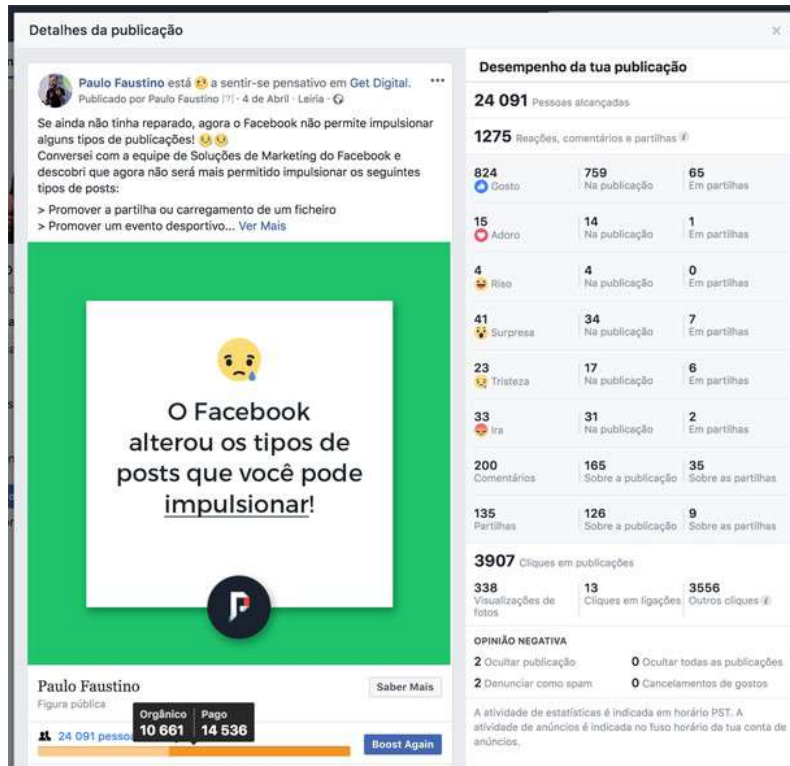 Detalhes da publicação
Paulo Faustino está a sentir-se pensativo em Get Digital.
Publicado por Paulo Faustino [?] · 4 de Abril · Leiria ·
Se ainda não tinha reparado, agora o Facebook não permite impulsionar
alguns tipos de publicações!
Conversei com a equipe de Soluções de Marketing do Facebook e
descobri que agora não será mais permitido impulsionar os seguintes
tipos de posts:
> Promover a partilha ou carregamento de um ficheiro
> Promover um evento desportivo... Ver Mais
O Facebook
alterou os tipos de
posts que você pode
impulsionar!
Paulo Faustino
Figura pública
Saber Mais
Orgânico Pago
10 661 14 536
24 091 pesso
Boost Again
Desempenho da tua publicação
24 091 Pessoas alcançadas
1275 Reações, comentários e partilhas
824 759 65
Gosto Na publicação Em partilhas
15 14 1
Adoro Na publicação Em partilhas
4 4 0
Riso Na publicação Em partilhas
41 34 7
Surpresa Na publicação Em partilhas
23 17 6
Tristeza Na publicação Em partilhas
33 31 2
Ira Na publicação Em partilhas
200 165 35
Comentários Sobre a publicação Sobre as partilhas
135 126 9
Partilhas Sobre a publicação Sobre as partilhas
3907 Cliques em publicações
338 13 3556
Visualizações de Cliques em ligações Outros cliques
fotos
OPINIÃO NEGATIVA
2 Ocultar publicação 0 Ocultar todas as publicações
2 Denunciar como spam 0 Cancelamentos de gostos
A atividade de estatísticas é indicada em horário PST. A
atividade de anúncios é indicada no fuso horário da tua conta de
anúncios.